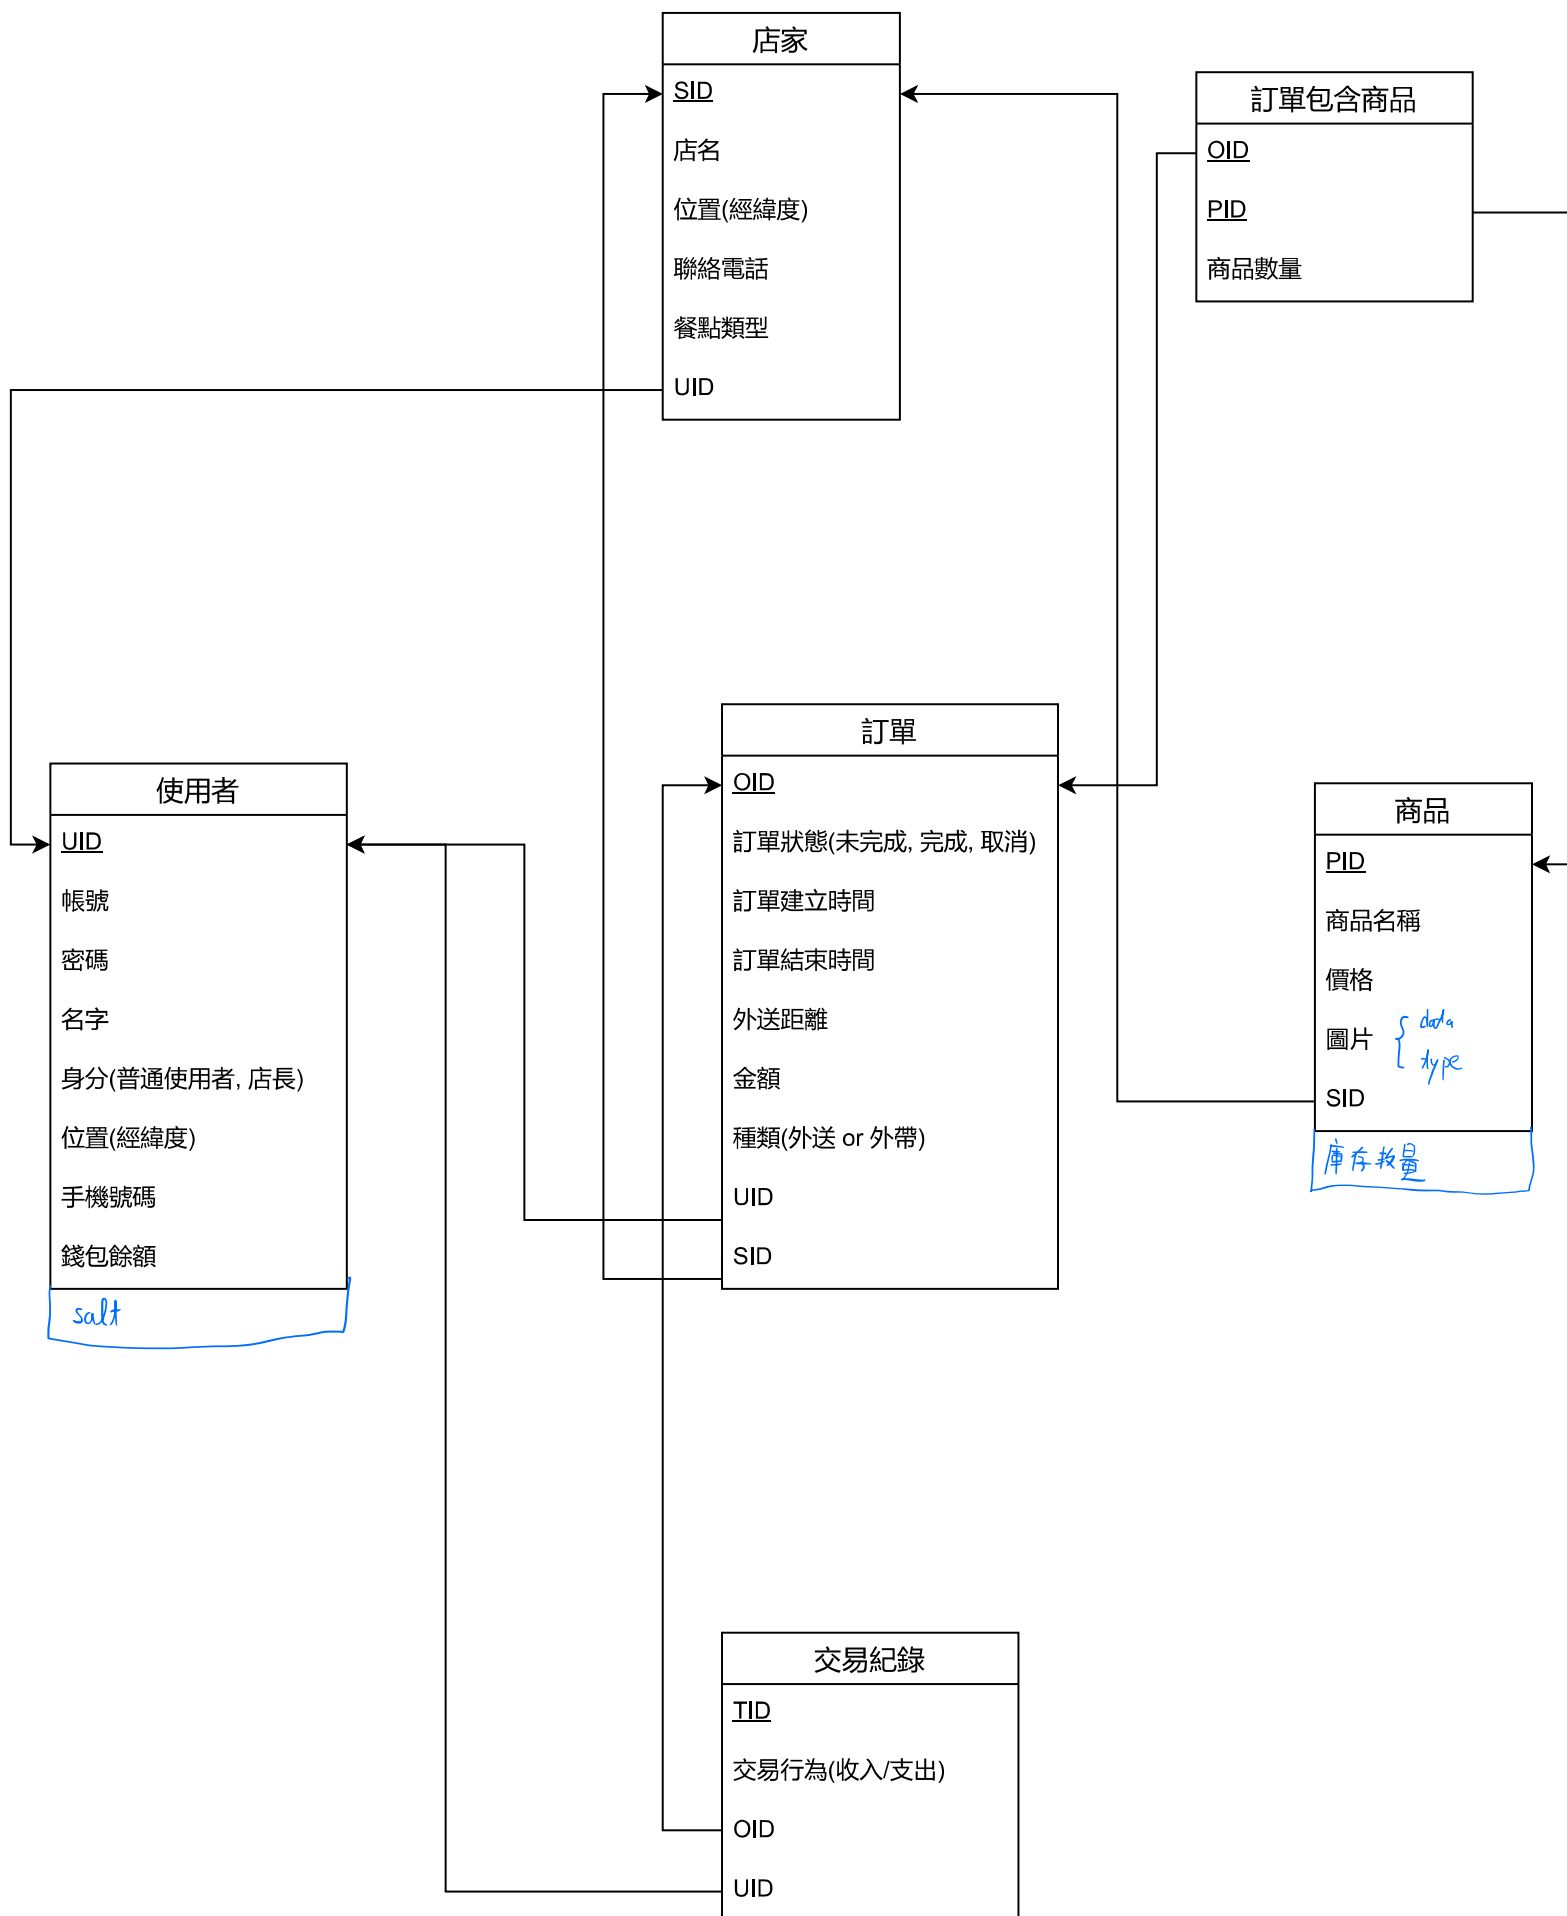 店家
SID
店名
位置(經緯度)
聯絡電話
餐點類型
UID
訂單包含商品
OID
PID
商品數量
使用者
UID
帳號
密碼
名字
身分(普通使用者, 店長)
位置(經緯度)
手機號碼
錢包餘額
salt
訂單
OID
訂單狀態(未完成, 完成, 取消)
訂單建立時間
訂單結束時間
外送距離
金額
種類(外送 or 外帶)
UID
SID
商品
PID
商品名稱
價格
圖片
data
type
SID
庫存数量
交易紀錄
TID
交易行為(收入/支出)
OID
UID